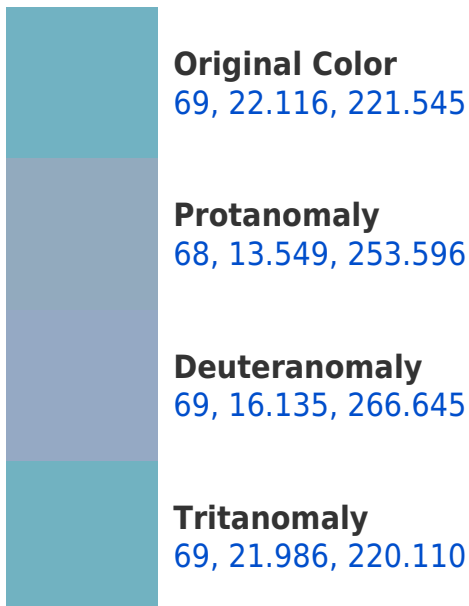 Original Color
69, 22.116, 221.545
Protanomaly
68, 13.549, 253.596
Deuteranomaly
69, 16.135, 266.645
Tritanomaly
69, 21.986, 220.110